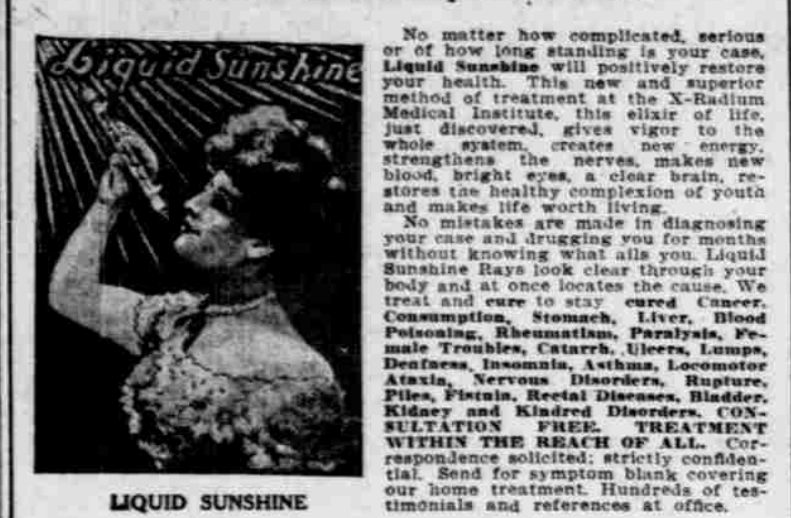 Liquid Sunshine
LIQUID SUNSHINE
No matter how complicated, serious
or of how long standing is your case,
Liquid Sunshine will positively restore
your health. This new and superior
method of treatment at the X-Radium
Medical Institute, this elixir of life,
just discovered, gives vigor to the
whole system, creates new energy,
strengthens the nerves, makes new
blood, bright eyes, a clear brain, re-
stores the healthy complexion of youth
and makes life worth living.
No mistakes are made in diagnosing
your case and drugging you for months
without knowing what ails you. Liquid
Sunshine Rays look clear through your
body and at once locates the cause. We
treat and cure to stay cured Cancer,
Consumption, Stomach, Liver, Blood
Poisoning, Rheumatism, Paralysis, Fe-
male Troubles, Catarrh, Ulcers, Lumps,
Deafness, Insomnia, Asthma, Locomotor
Ataxia, Nervous Disorders, Rupture,
Piles, Fistula, Rectal Diseases, Bladder,
Kidney and Kindred Disorders. CON-
SULTATION FREE. TREATMENT
WITHIN THE REACH OF ALL. Cor-
respondence solicited; strictly confiden-
tial. Send for symptom blank covering
our home treatment. Hundreds of tes-
timonials and references at office.